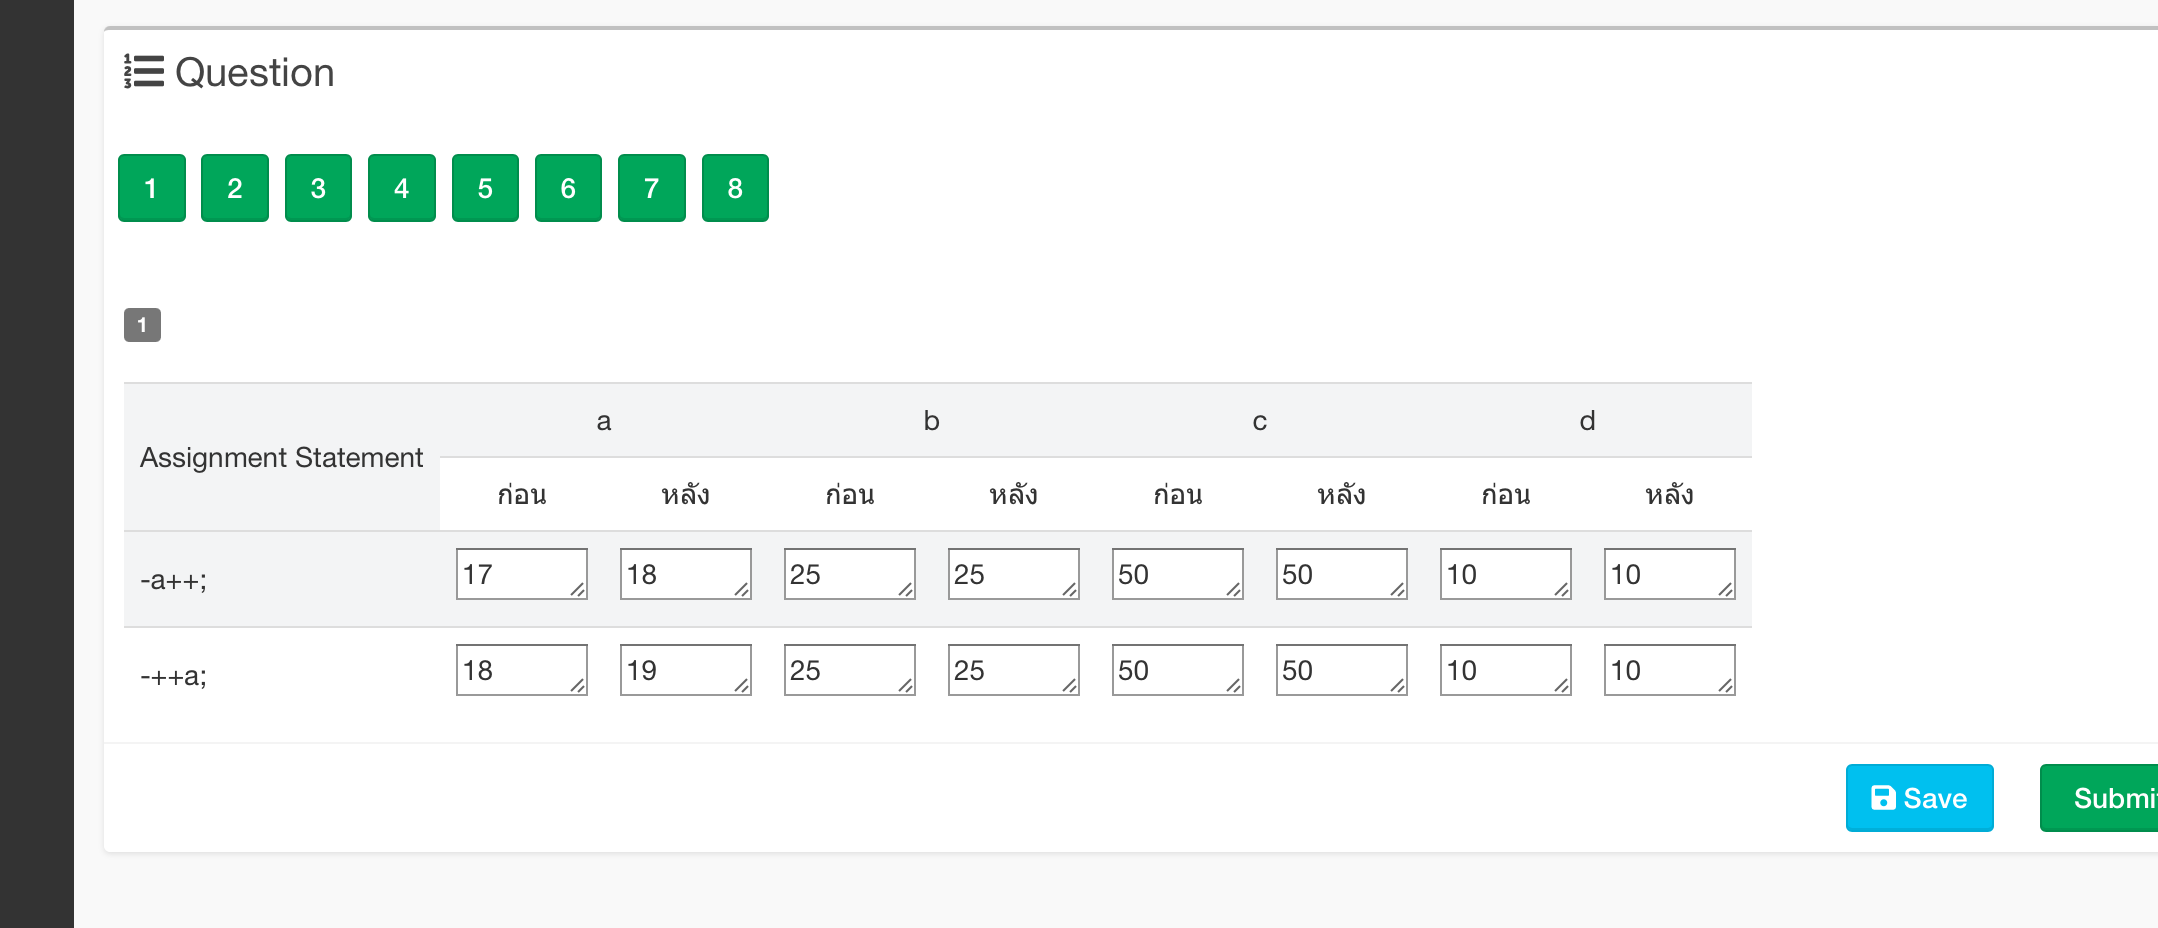 Question
1 2 3 4 5 6 7 8
1
Assignment Statement a b c d
ก่อน หลัง ก่อน หลัง ก่อน หลัง ก่อน หลัง
-a++; 17 18 25 25 50 50 10 10
-++a; 18 19 25 25 50 50 10 10
Save Submi